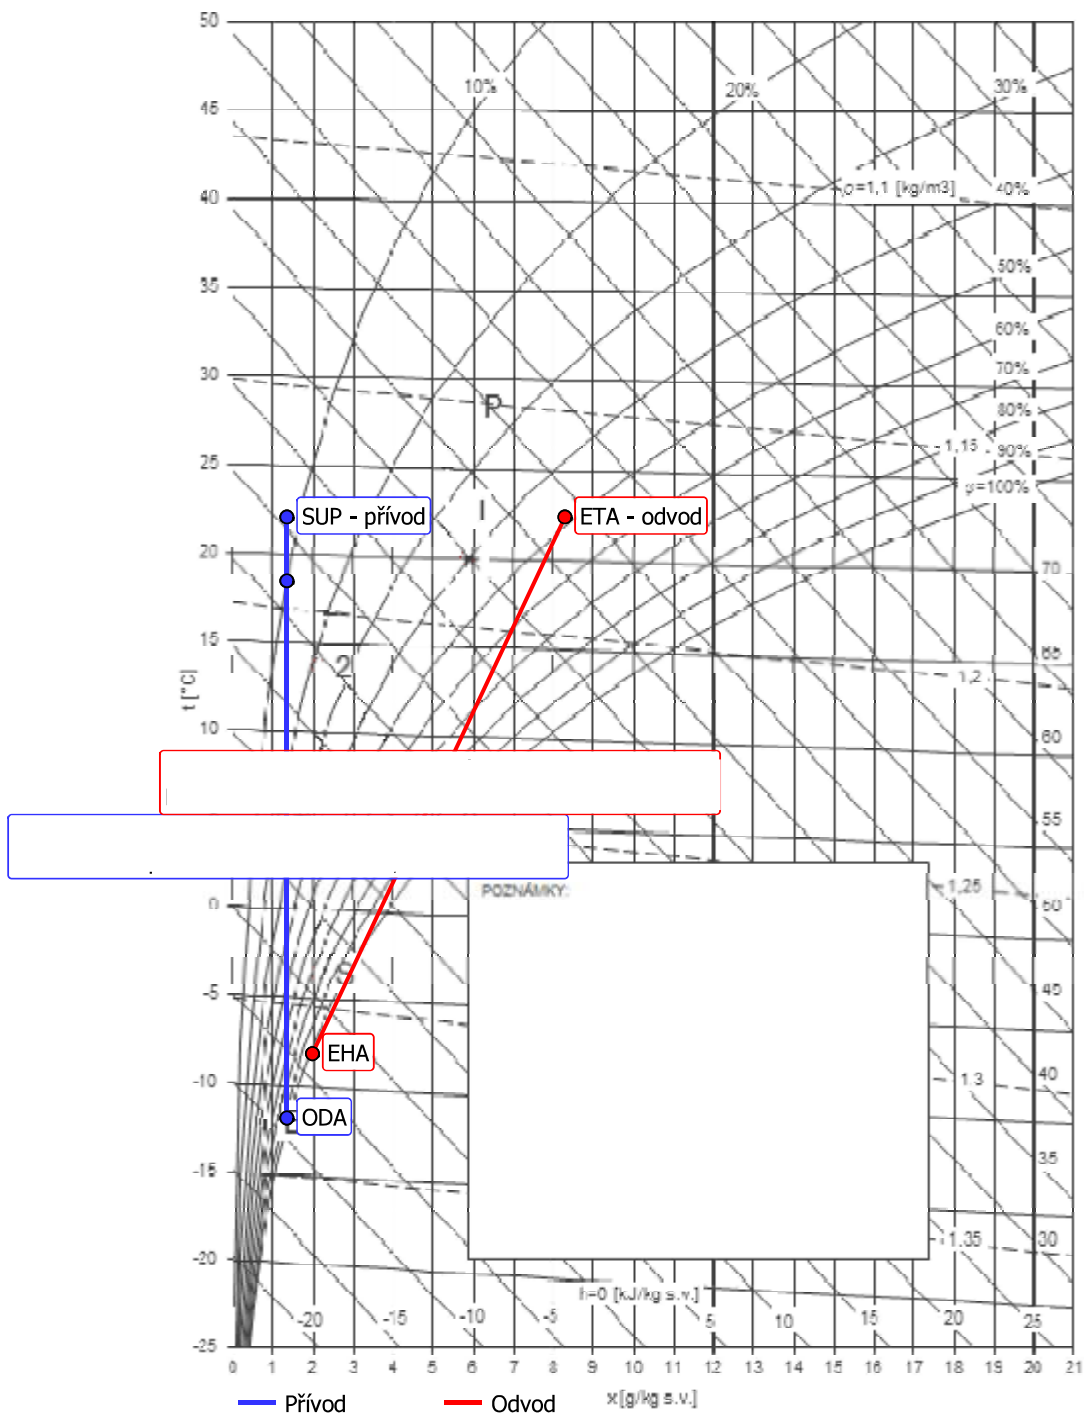 50
10%
20%
30%
45
ρ=1,1 [kg/m3]
40%
40
50%
35
60%
70%
30
P
80%
1,15
90%
φ=100%
25
SUP - přívod
I
ETA - odvod
20
70
15
2
65
1,2
t [°C]
10
60
55
POZNÁMKY:
1,25
50
0
S
-5
45
EHA
-10
1,3
40
ODA
-15
35
-20
1,35
30
h=0 [kJ/kg s.v.]
-20 -15 -10 -5 5 10 15 20 25
-25
0 1 2 3 4 5 6 7 8 9 10 11 12 13 14 15 16 17 18 19 20 21
x[g/kg s.v.]
Přívod Odvod